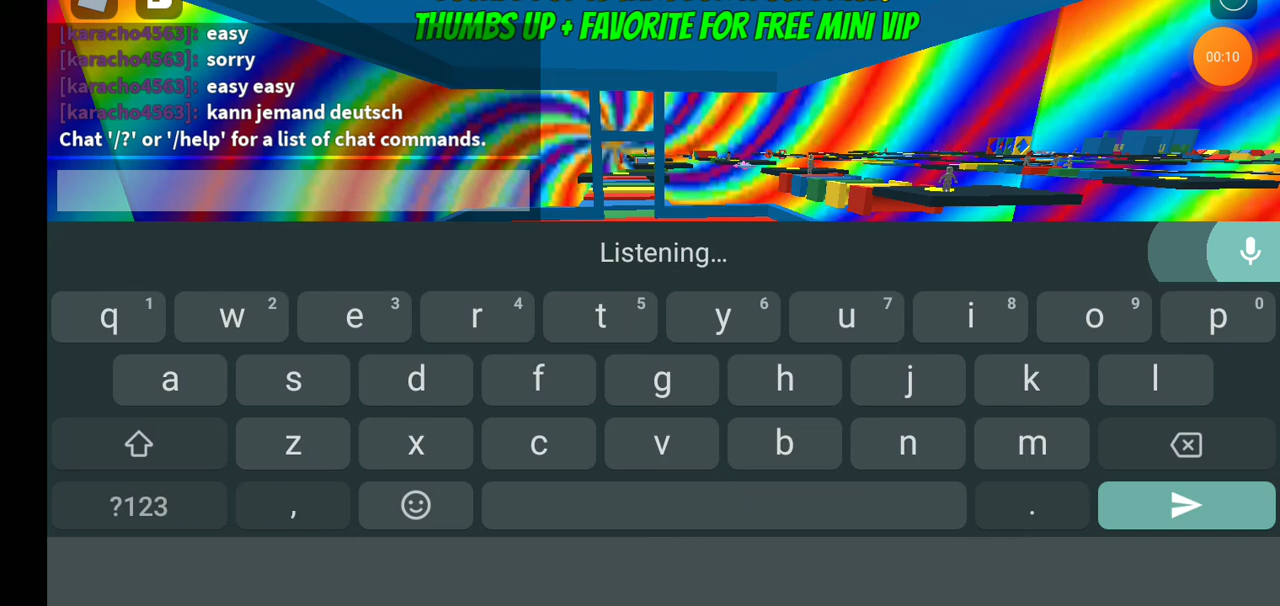 THUMBS UP + FAVORITE FOR FREE MINI VIP
[karacho4563]: easy
[karacho4563]: sorry
[karacho4563]: easy easy
[karacho4563]: kann jemand deutsch
Chat '/?' or '/help' for a list of chat commands.
00:10
Listening...
q 1 w 2 e 3 r 4 t 5 y 6 u 7 i 8 o 9 p 0
a s d f g h j k l
z x c v b n m
?123 , .